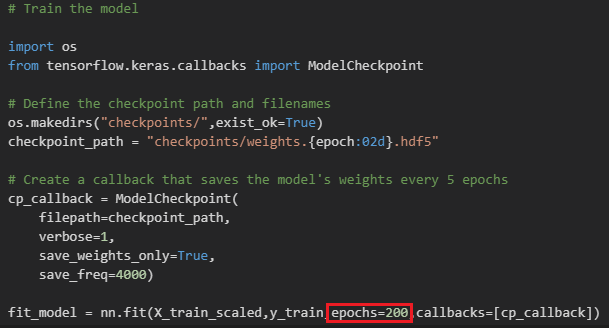 # Train the model
import os
from tensorflow.keras.callbacks import ModelCheckpoint
# Define the checkpoint path and filenames
os.makedirs("checkpoints/",exist_ok=True)
checkpoint_path = "checkpoints/weights.{epoch:02d}.hdf5"
# Create a callback that saves the model's weights every 5 epochs
cp_callback = ModelCheckpoint(
    filepath=checkpoint_path,
    verbose=1,
    save_weights_only=True,
    save_freq=4000)
fit_model = nn.fit(X_train_scaled,y_train,epochs=200,callbacks=[cp_callback])